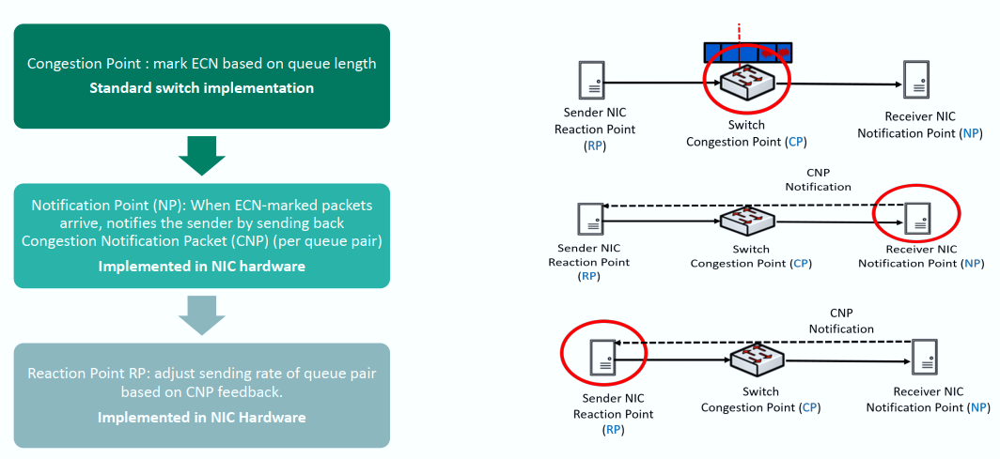 Congestion Point : mark ECN based on queue length
Standard switch implementation
Sender NIC
Reaction Point
(RP)
Switch
Congestion Point (CP)
Receiver NIC
Notification Point (NP)
Notification Point (NP): When ECN-marked packets
arrive, notifies the sender by sending back
Congestion Notification Packet (CNP) (per queue pair)
Implemented in NIC hardware
CNP
Notification
Sender NIC
Reaction Point
(RP)
Switch
Congestion Point (CP)
Receiver NIC
Notification Point (NP)
Reaction Point RP: adjust sending rate of queue pair
based on CNP feedback.
Implemented in NIC Hardware
CNP
Notification
Sender NIC
Reaction Point
(RP)
Switch
Congestion Point (CP)
Receiver NIC
Notification Point (NP)